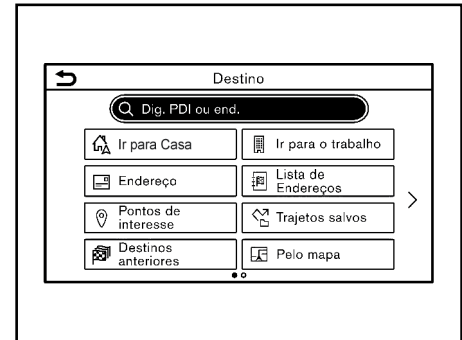 Destino
Dig. PDI ou end.
Ir para Casa
Ir para o trabalho
Endereço
Lista de
Endereços
Pontos de
interesse
Trajetos salvos
Destinos
anteriores
Pelo mapa